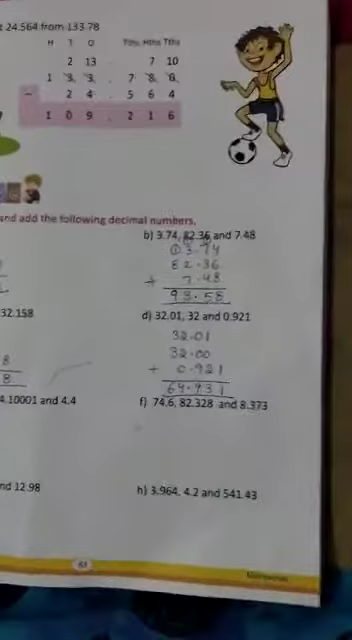 24.564 from 133.78
H T O Tths Hths Tths
2 13 7 10
1 3 3 . 7 8 0
- 2 4 . 5 6 4
1 0 9 . 2 1 6
and add the following decimal numbers.
b) 3.74, 82.36 and 7.48
3.74
82.36
+ 7.48
93.58
32.158
d) 32.01, 32 and 0.921
32.01
32.00
+ 0.921
64.931
8
8
4.10001 and 4.4
f) 74.6, 82.328 and 8.373
nd 12.98
h) 3.964, 4.2 and 541.43
63